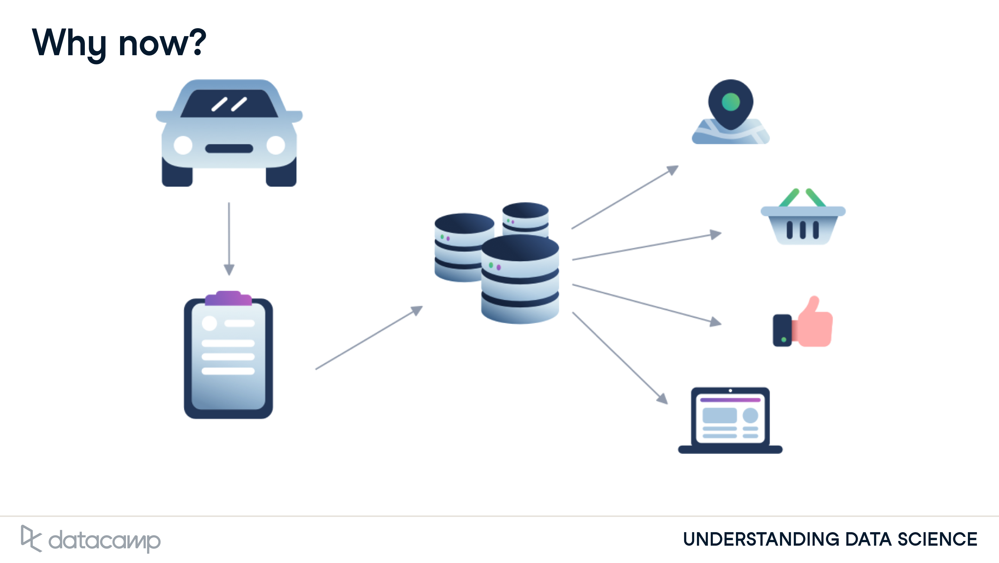 Why now?
datacamp
UNDERSTANDING DATA SCIENCE